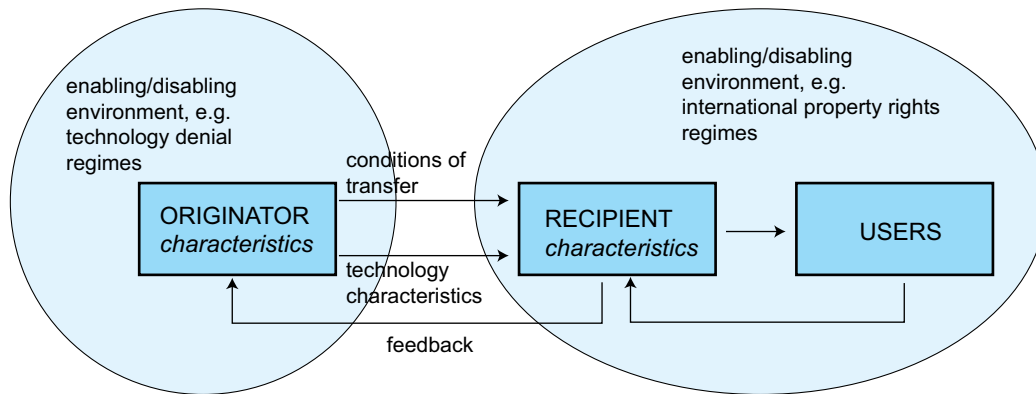 enabling/disabling
environment, e.g.
technology denial
regimes
enabling/disabling
environment, e.g.
international property rights
regimes
conditions of
transfer
ORIGINATOR
characteristics
RECIPIENT
characteristics
USERS
technology
characteristics
feedback